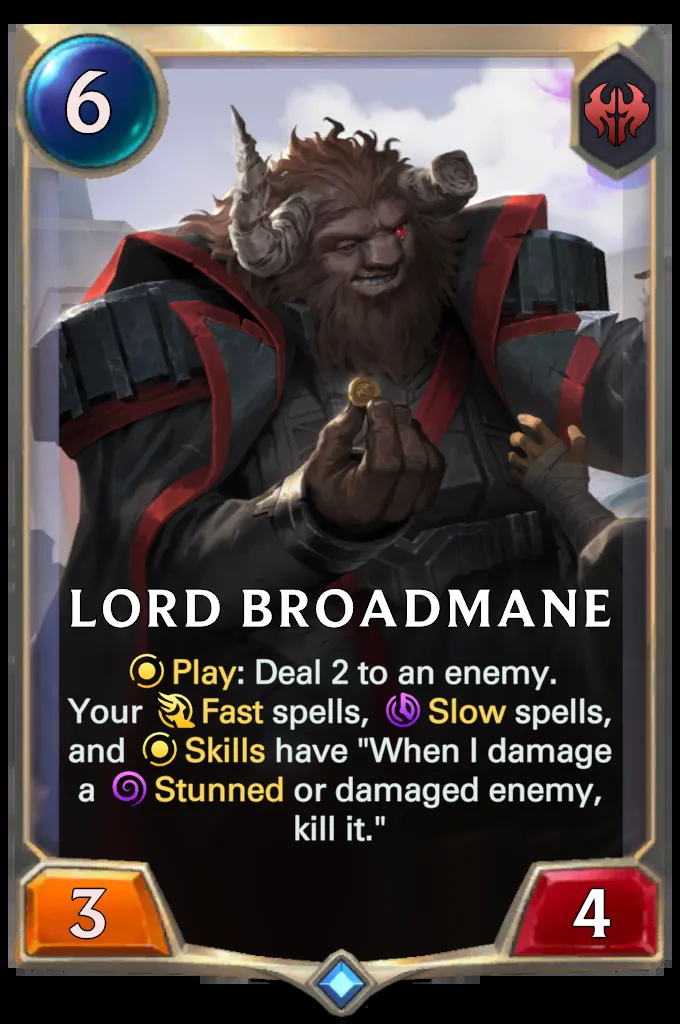 6
LORD BROADMANE
Play: Deal 2 to an enemy.
Your Fast spells, Slow spells,
and Skills have "When I damage
a Stunned or damaged enemy,
kill it."
3
4